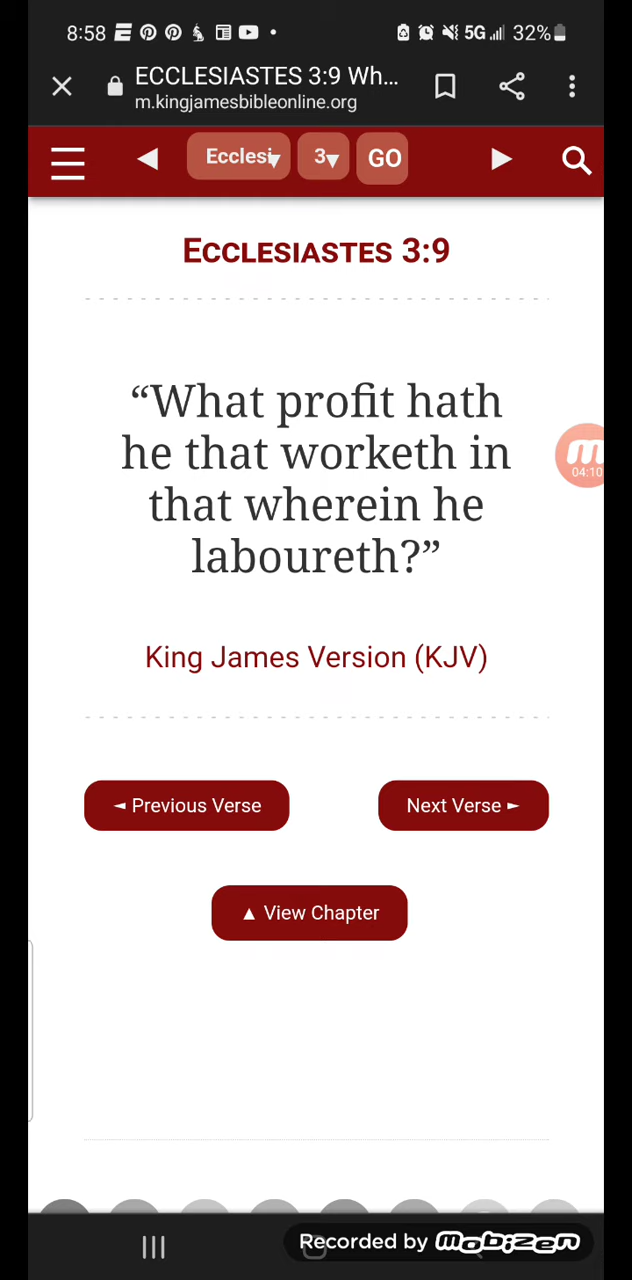 8:58 5G 32%
ECCLESIASTES 3:9 Wh...
m.kingjamesbibleonline.org
Ecclesi 3 GO
ECCLESIASTES 3:9
“What profit hath
he that worketh in
that wherein he
laboureth?”
m
04:10
King James Version (KJV)
◄ Previous Verse Next Verse ►
▲ View Chapter
Recorded by mobizen